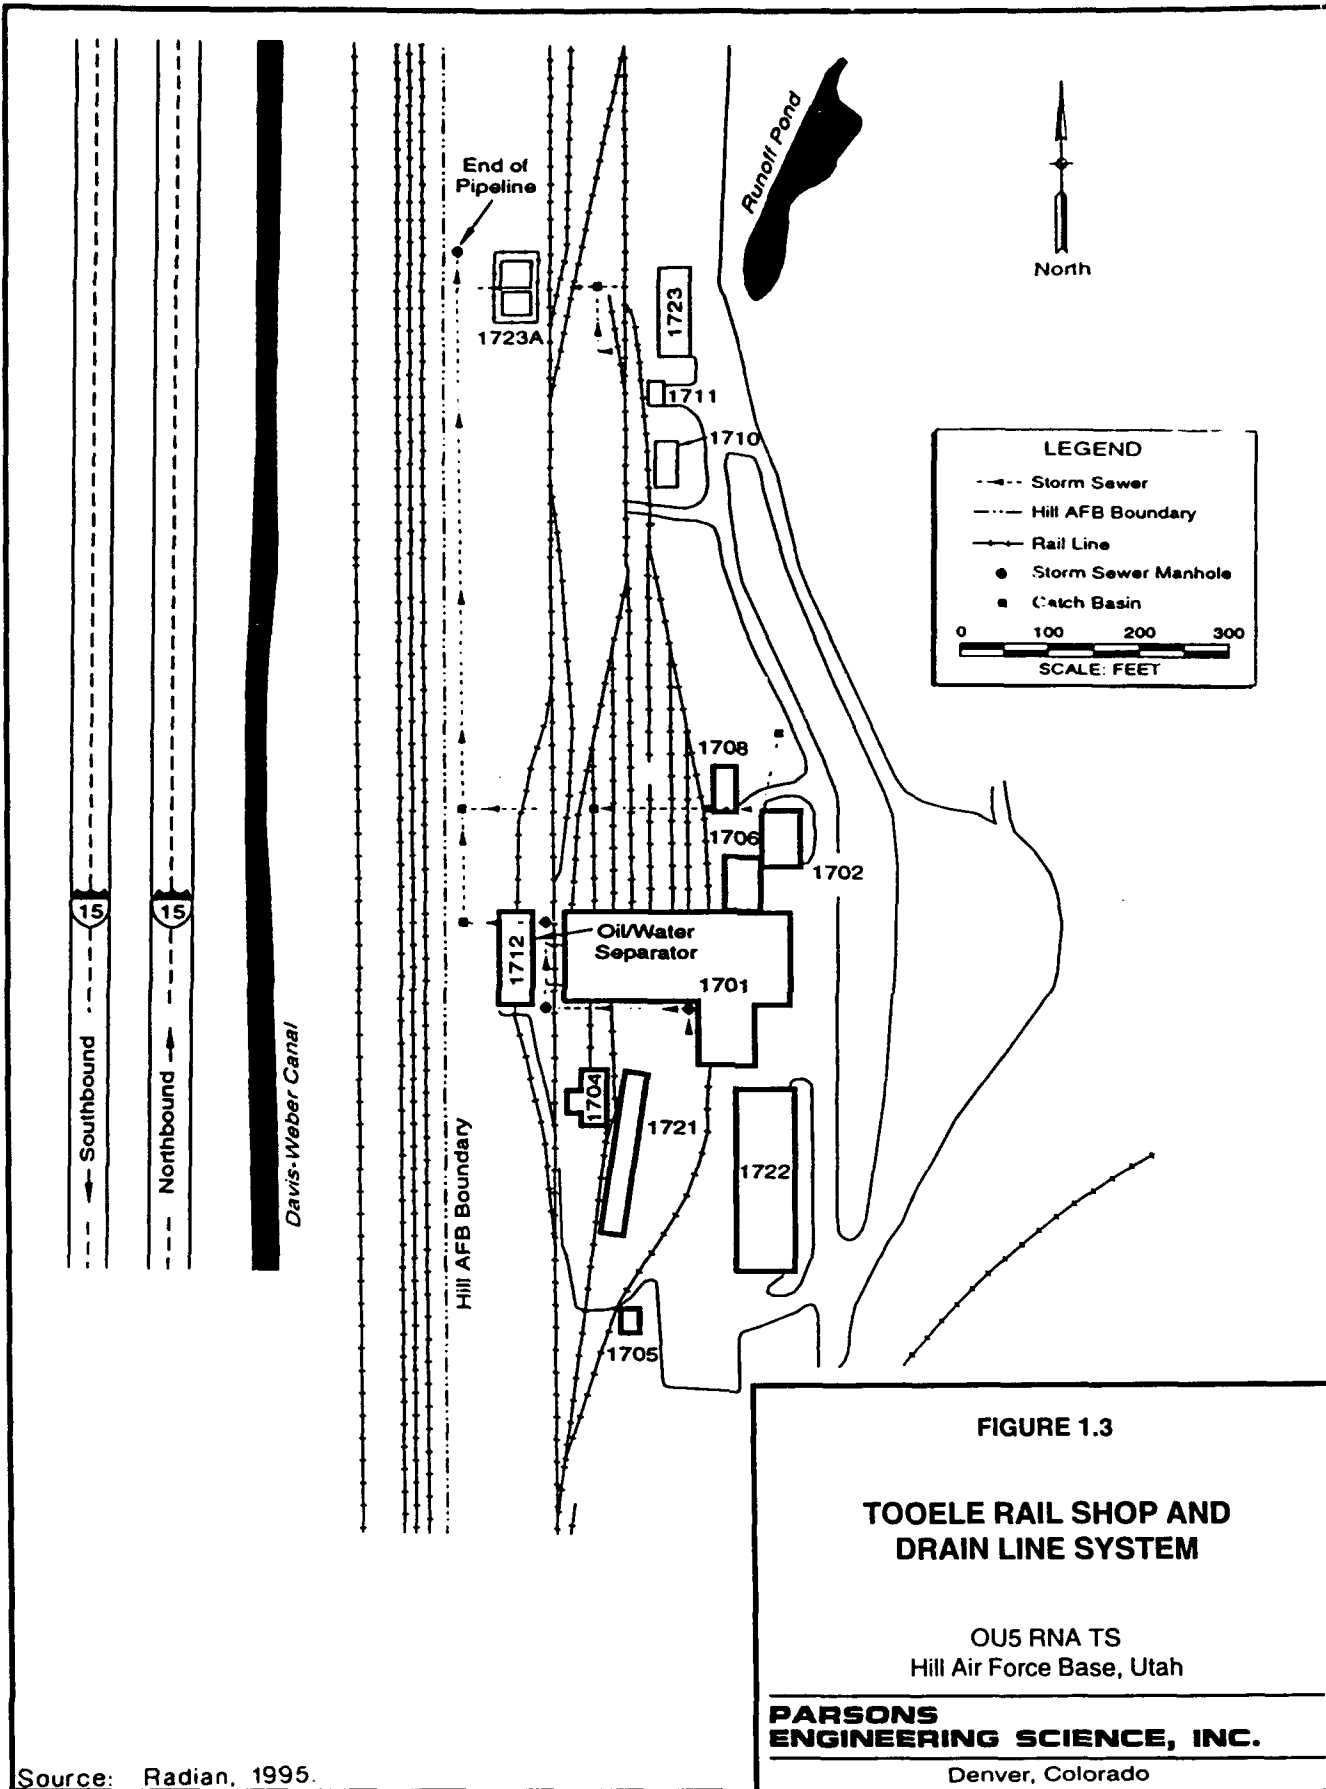 End of
Pipeline
Runoff Pond
North
1723A
1723
1711
1710
LEGEND
Storm Sewer
Hill AFB Boundary
Rail Line
Storm Sewer Manhole
Catch Basin
0 100 200 300
SCALE: FEET
1708
1706
1702
15
15
1712
Oil/Water
Separator
1701
Southbound
Northbound
Davis-Weber Canal
Hill AFB Boundary
1704
1721
1722
1705
FIGURE 1.3
TOOELE RAIL SHOP AND
DRAIN LINE SYSTEM
OU5 RNA TS
Hill Air Force Base, Utah
PARSONS
ENGINEERING SCIENCE, INC.
Denver, Colorado
Source: Radian, 1995.